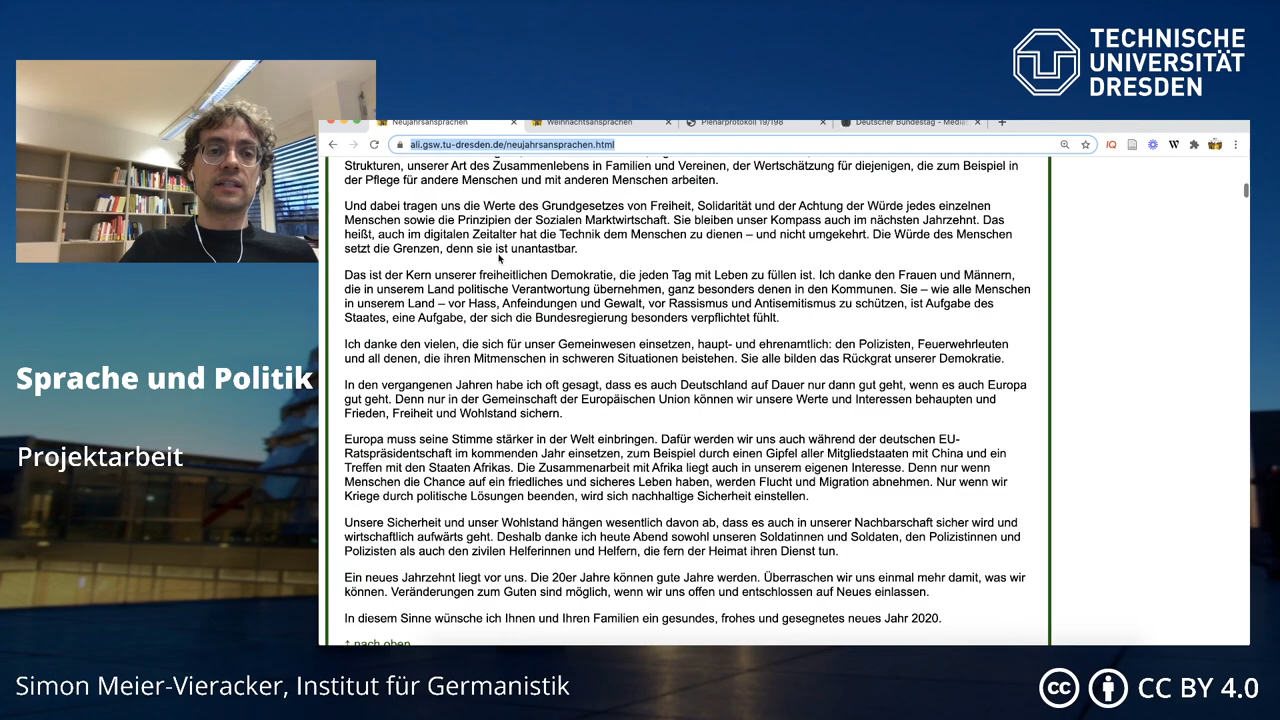 TECHNISCHE
UNIVERSITÄT
DRESDEN
Neujahrsansprachen
Weihnachtsansprachen
Plenarprotokoll 19/198
Deutscher Bundestag - Media
ali.gsw.tu-dresden.de/neujahrsansprachen.html
Strukturen, unserer Art des Zusammenlebens in Familien und Vereinen, der Wertschätzung für diejenigen, die zum Beispiel in
der Pflege für andere Menschen und mit anderen Menschen arbeiten.
Und dabei tragen uns die Werte des Grundgesetzes von Freiheit, Solidarität und der Achtung der Würde jedes einzelnen
Menschen sowie die Prinzipien der Sozialen Marktwirtschaft. Sie bleiben unser Kompass auch im nächsten Jahrzehnt. Das
heißt, auch im digitalen Zeitalter hat die Technik dem Menschen zu dienen – und nicht umgekehrt. Die Würde des Menschen
setzt die Grenzen, denn sie ist unantastbar.
Das ist der Kern unserer freiheitlichen Demokratie, die jeden Tag mit Leben zu füllen ist. Ich danke den Frauen und Männern,
die in unserem Land politische Verantwortung übernehmen, ganz besonders denen in den Kommunen. Sie – wie alle Menschen
in unserem Land – vor Hass, Anfeindungen und Gewalt, vor Rassismus und Antisemitismus zu schützen, ist Aufgabe des
Staates, eine Aufgabe, der sich die Bundesregierung besonders verpflichtet fühlt.
Ich danke den vielen, die sich für unser Gemeinwesen einsetzen, haupt- und ehrenamtlich: den Polizisten, Feuerwehrleuten
und all denen, die ihren Mitmenschen in schweren Situationen beistehen. Sie alle bilden das Rückgrat unserer Demokratie.
In den vergangenen Jahren habe ich oft gesagt, dass es auch Deutschland auf Dauer nur dann gut geht, wenn es auch Europa
gut geht. Denn nur in der Gemeinschaft der Europäischen Union können wir unsere Werte und Interessen behaupten und
Frieden, Freiheit und Wohlstand sichern.
Europa muss seine Stimme stärker in der Welt einbringen. Dafür werden wir uns auch während der deutschen EU-
Ratspräsidentschaft im kommenden Jahr einsetzen, zum Beispiel durch einen Gipfel aller Mitgliedstaaten mit China und ein
Treffen mit den Staaten Afrikas. Die Zusammenarbeit mit Afrika liegt auch in unserem eigenen Interesse. Denn nur wenn
Menschen die Chance auf ein friedliches und sicheres Leben haben, werden Flucht und Migration abnehmen. Nur wenn wir
Kriege durch politische Lösungen beenden, wird sich nachhaltige Sicherheit einstellen.
Unsere Sicherheit und unser Wohlstand hängen wesentlich davon ab, dass es auch in unserer Nachbarschaft sicher wird und
wirtschaftlich aufwärts geht. Deshalb danke ich heute Abend sowohl unseren Soldatinnen und Soldaten, den Polizistinnen und
Polizisten als auch den zivilen Helferinnen und Helfern, die fern der Heimat ihren Dienst tun.
Ein neues Jahrzehnt liegt vor uns. Die 20er Jahre können gute Jahre werden. Überraschen wir uns einmal mehr damit, was wir
können. Veränderungen zum Guten sind möglich, wenn wir uns offen und entschlossen auf Neues einlassen.
In diesem Sinne wünsche ich Ihnen und Ihren Familien ein gesundes, frohes und gesegnetes neues Jahr 2020.
↑ nach oben
Sprache und Politik
Projektarbeit
Simon Meier-Vieracker, Institut für Germanistik
CC BY 4.0